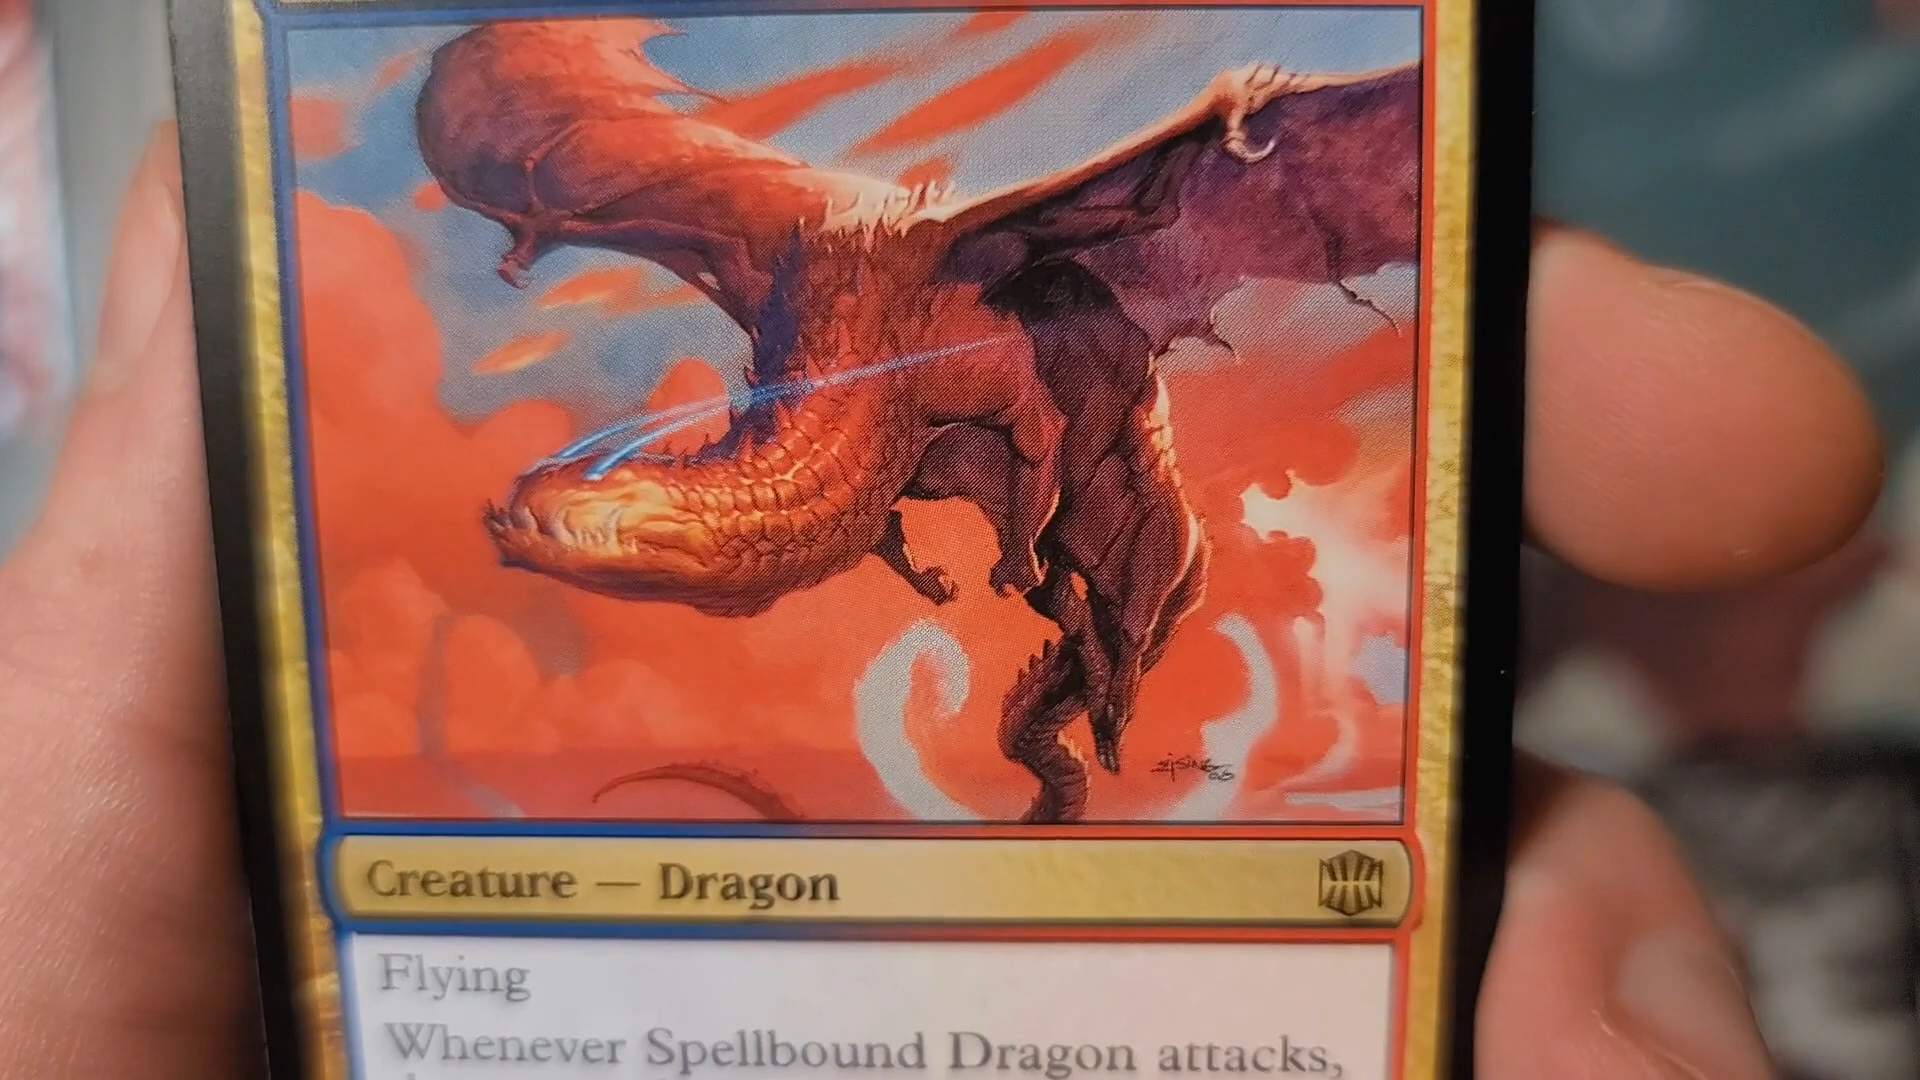 Creature — Dragon
Flying
Whenever Spellbound Dragon attacks,